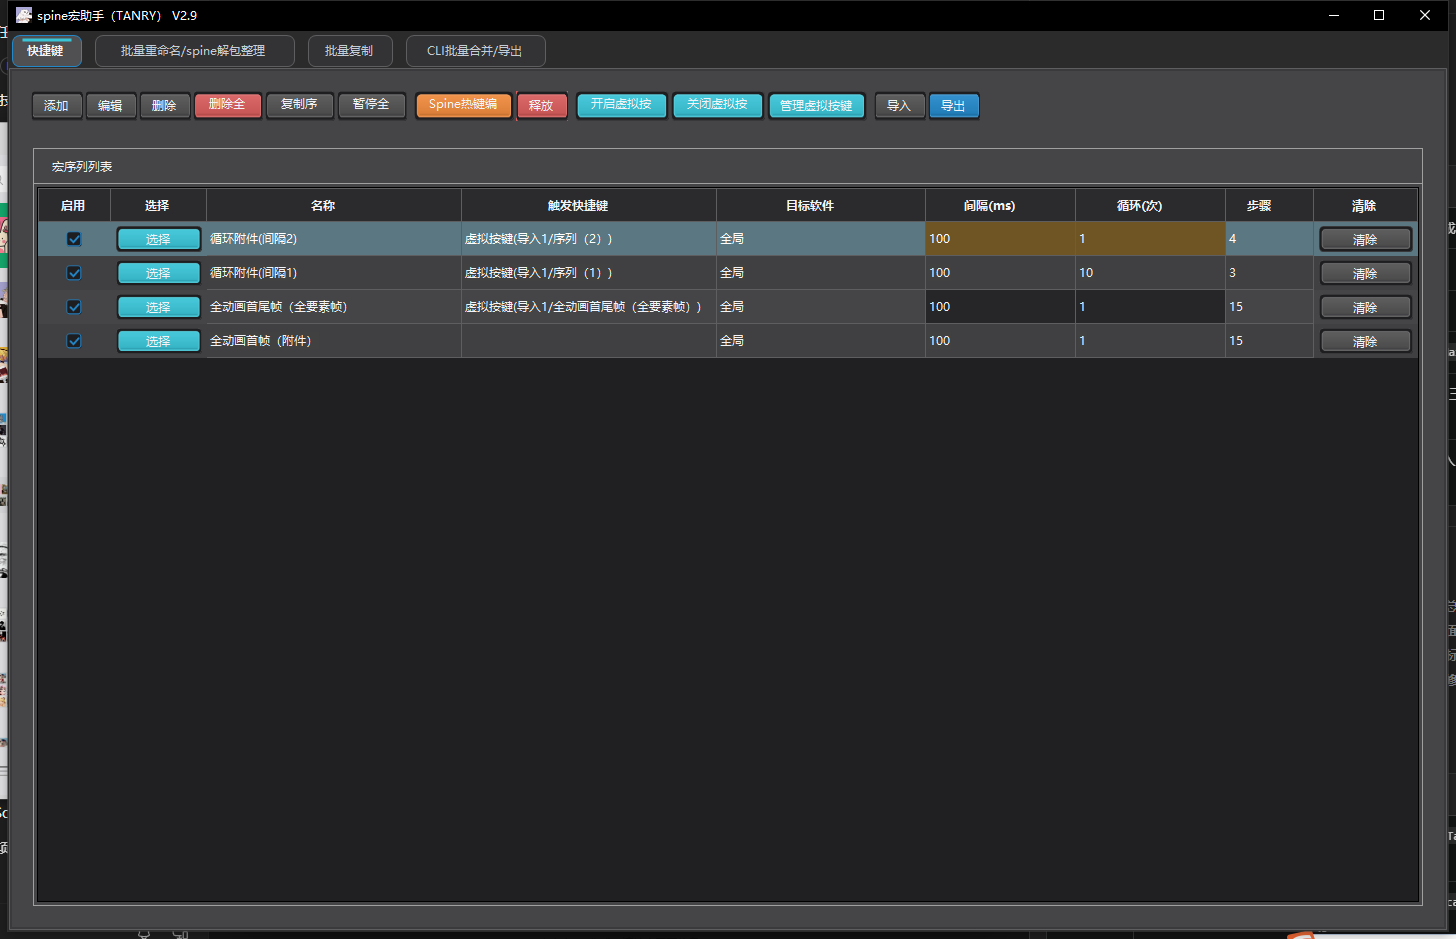 spine宏助手（TANRY） V2.9
快捷键 批量重命名/spine解包整理 批量复制 CLI批量合并/导出
添加 编辑 删除 删除全 复制序 暂停全 Spine热键编 释放 开启虚拟按 关闭虚拟按 管理虚拟按键 导入 导出
宏序列列表
启用 选择 名称 触发快捷键 目标软件 间隔(ms) 循环(次) 步骤 清除
选择 循环附件(间隔2) 虚拟按键(导入1/序列（2）) 全局 100 1 4 清除
选择 循环附件(间隔1) 虚拟按键(导入1/序列（1）) 全局 100 10 3 清除
选择 全动画首尾帧（全要素帧） 虚拟按键(导入1/全动画首尾帧（全要素帧）) 全局 100 1 15 清除
选择 全动画首帧（附件） 全局 100 1 15 清除